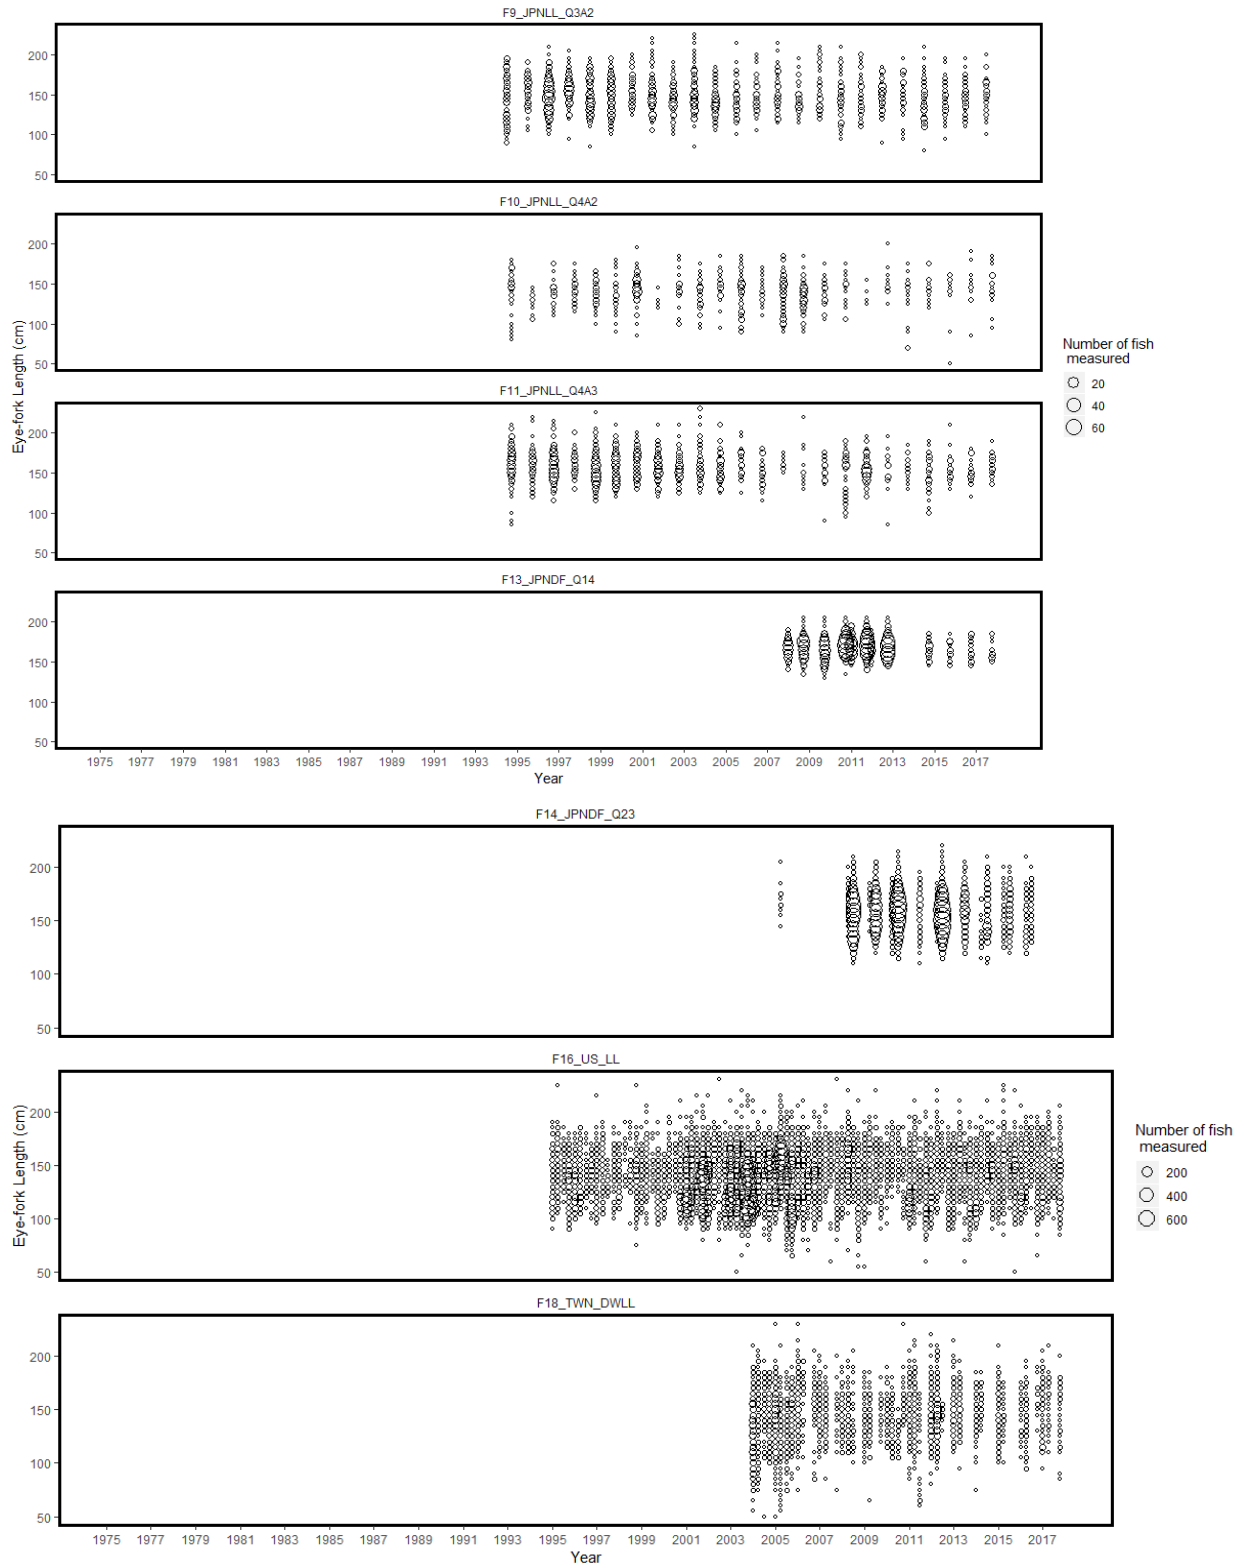 F9_JPNLL_Q3A2
200
150
100
50
F10_JPNLL_Q4A2
200
150
100
50
F11_JPNLL_Q4A3
200
150
100
50
F13_JPNDF_Q14
200
150
100
50
1975 1977 1979 1981 1983 1985 1987 1989 1991 1993 1995 1997 1999 2001 2003 2005 2007 2009 2011 2013 2015 2017
Year
Eye-fork Length (cm)
Number of fish
measured
20
40
60
F14_JPNDF_Q23
200
150
100
50
F16_US_LL
200
150
100
50
F18_TWN_DWLL
200
150
100
50
1975 1977 1979 1981 1983 1985 1987 1989 1991 1993 1995 1997 1999 2001 2003 2005 2007 2009 2011 2013 2015 2017
Year
Eye-fork Length (cm)
Number of fish
measured
200
400
600